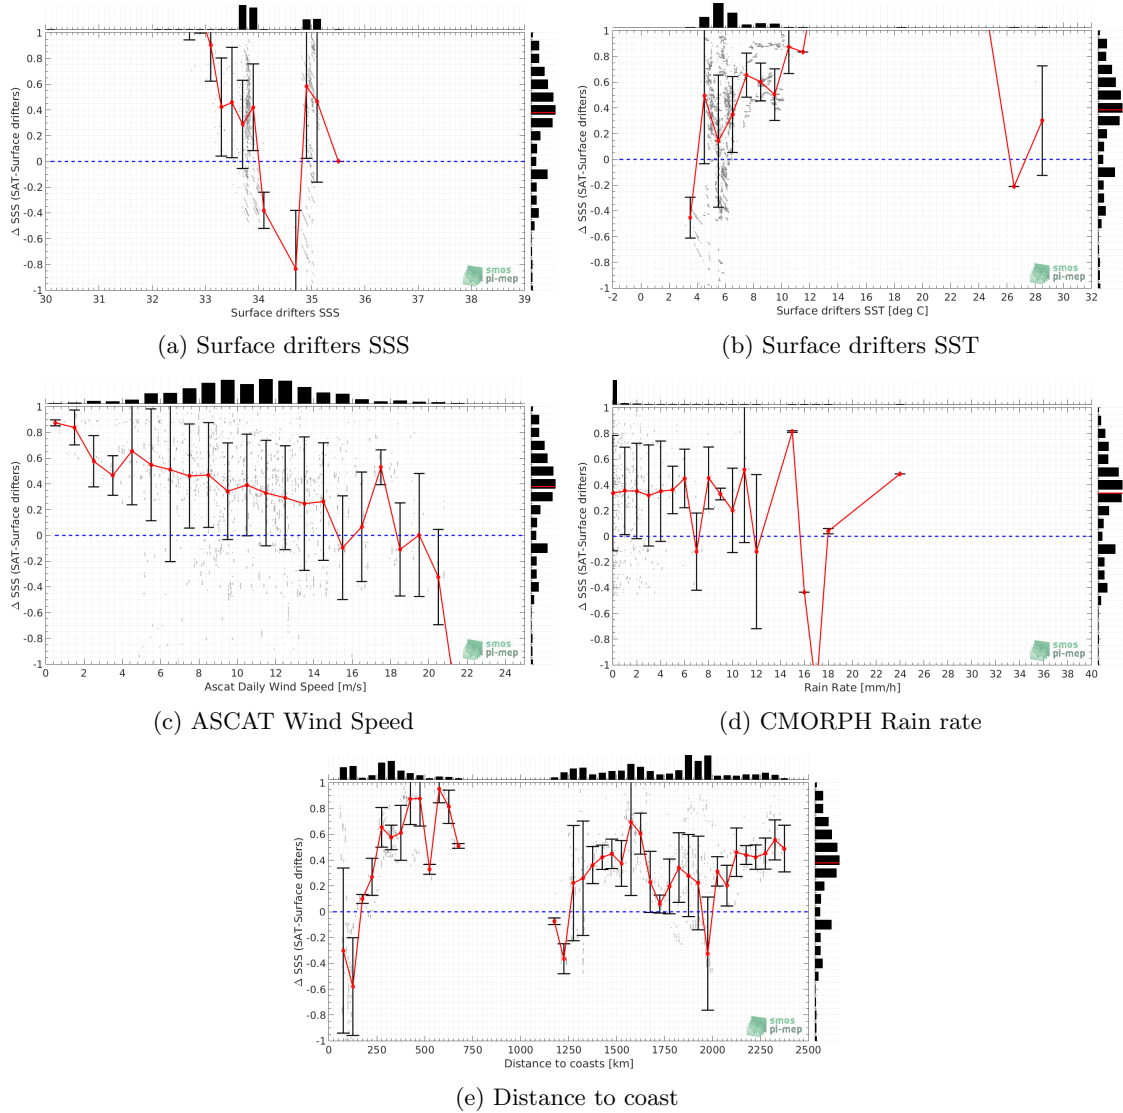 1
0.8
0.6
0.4
0.2
0
-0.2
-0.4
-0.6
-0.8
-1
Δ SSS (SAT-Surface drifters)
30 31 32 33 34 35 36 37 38 39
Surface drifters SSS
smos
pi-mep
(a) Surface drifters SSS
1
0.8
0.6
0.4
0.2
0
-0.2
-0.4
-0.6
-0.8
-1
Δ SSS (SAT-Surface drifters)
-2 0 2 4 6 8 10 12 14 16 18 20 22 24 26 28 30 32
Surface drifters SST [deg C]
smos
pi-mep
(b) Surface drifters SST
1
0.8
0.6
0.4
0.2
0
-0.2
-0.4
-0.6
-0.8
-1
Δ SSS (SAT-Surface drifters)
0 2 4 6 8 10 12 14 16 18 20 22 24
Ascat Daily Wind Speed [m/s]
smos
pi-mep
(c) ASCAT Wind Speed
1
0.8
0.6
0.4
0.2
0
-0.2
-0.4
-0.6
-0.8
-1
Δ SSS (SAT-Surface drifters)
0 2 4 6 8 10 12 14 16 18 20 22 24 26 28 30 32 34 36 38 40
Rain Rate [mm/h]
smos
pi-mep
(d) CMORPH Rain rate
1
0.8
0.6
0.4
0.2
0
-0.2
-0.4
-0.6
-0.8
-1
Δ SSS (SAT-Surface drifters)
0 250 500 750 1000 1250 1500 1750 2000 2250 2500
Distance to coasts [km]
smos
pi-mep
(e) Distance to coast